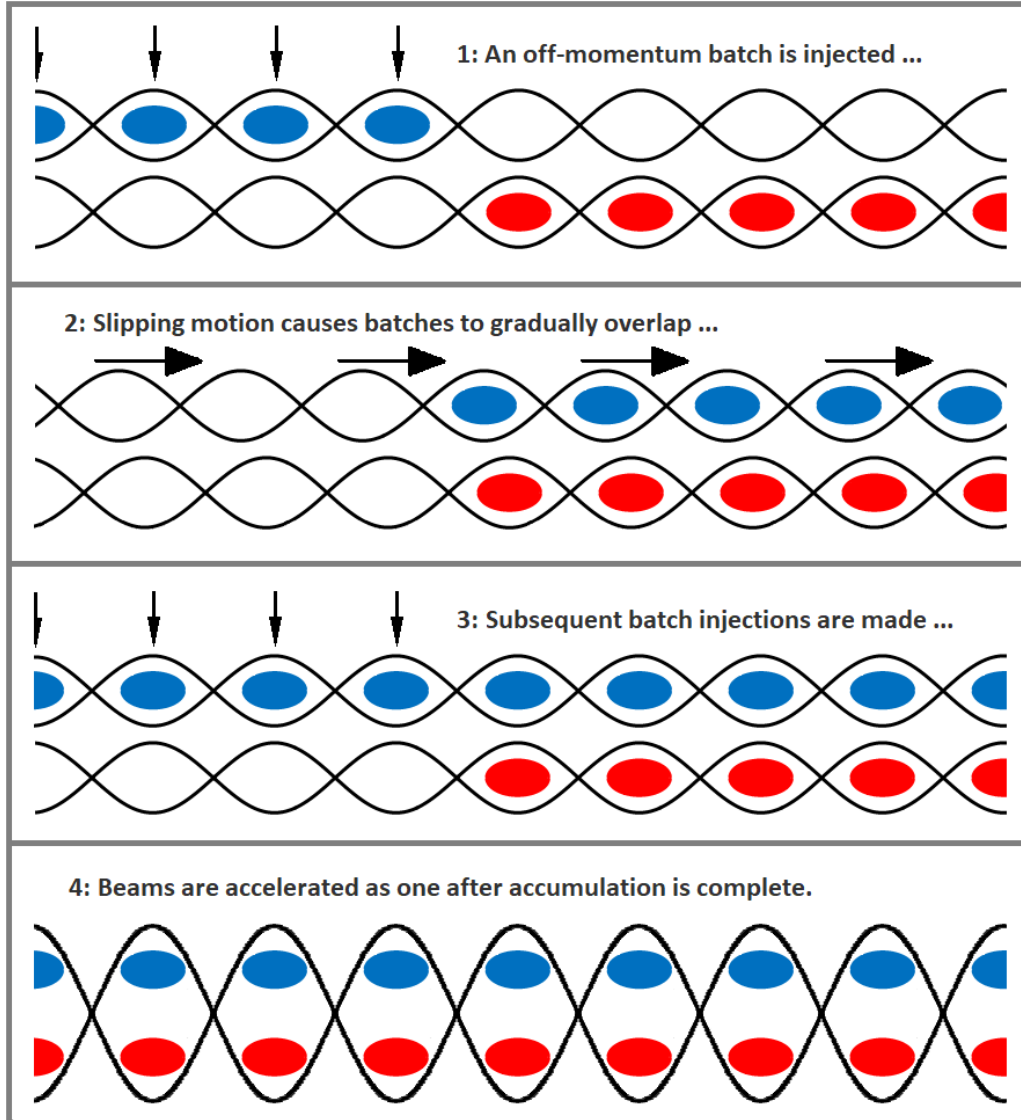 1: An off-momentum batch is injected ...
2: Slipping motion causes batches to gradually overlap ...
3: Subsequent batch injections are made ...
4: Beams are accelerated as one after accumulation is complete.